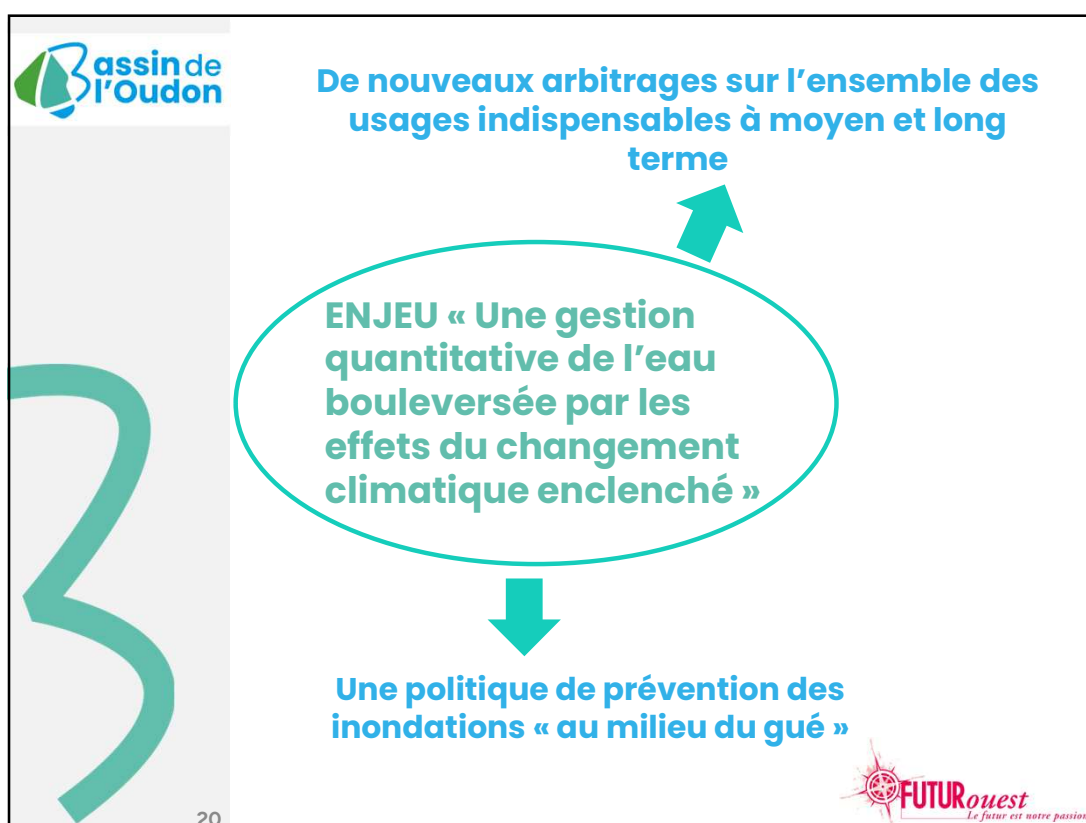 Bassin de
l'Oudon
De nouveaux arbitrages sur l'ensemble des
usages indispensables à moyen et long
terme
ENJEU « Une gestion
quantitative de l'eau
bouleversée par les
effets du changement
climatique enclenché »
Une politique de prévention des
inondations « au milieu du gué »
20
FUTURouest
Le futur est notre passion